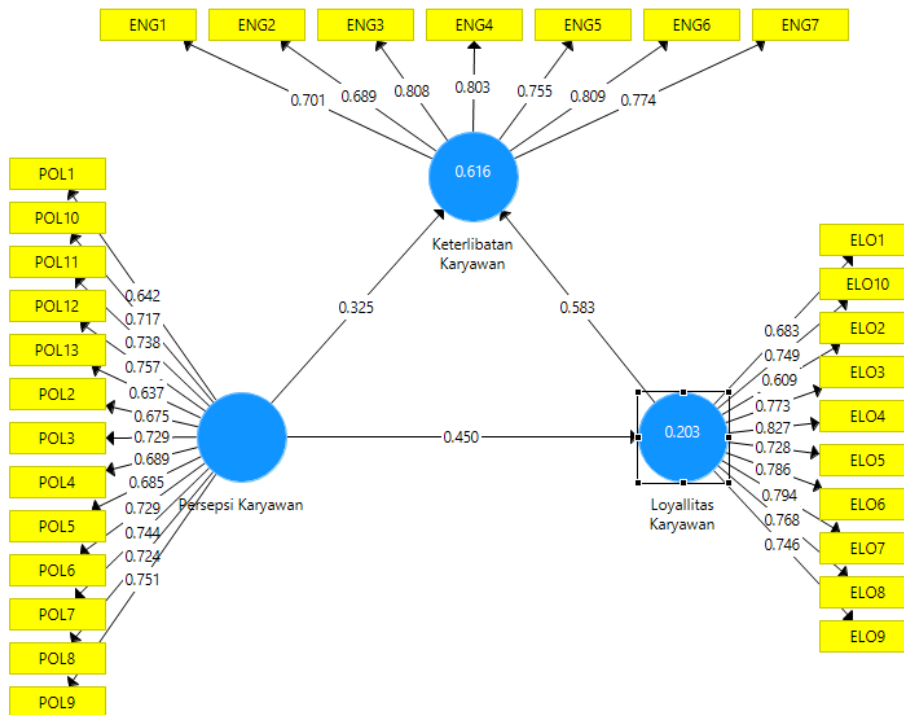 ENG1 ENG2 ENG3 ENG4 ENG5 ENG6 ENG7
0.701 0.689 0.808 0.803 0.755 0.809 0.774
0.616
Keterlibatan
Karyawan
POL1
POL10
POL11
POL12
POL13
POL2
POL3
POL4
POL5
POL6
POL7
POL8
POL9
0.642
0.717
0.738
0.757
0.637
0.675
0.729
0.689
0.685
0.729
0.744
0.724
0.751
Persepsi Karyawan
0.325
0.583
0.450
0.203
Loyallitas
Karyawan
0.683
0.749
0.609
0.773
0.827
0.728
0.786
0.794
0.768
0.746
ELO1
ELO10
ELO2
ELO3
ELO4
ELO5
ELO6
ELO7
ELO8
ELO9